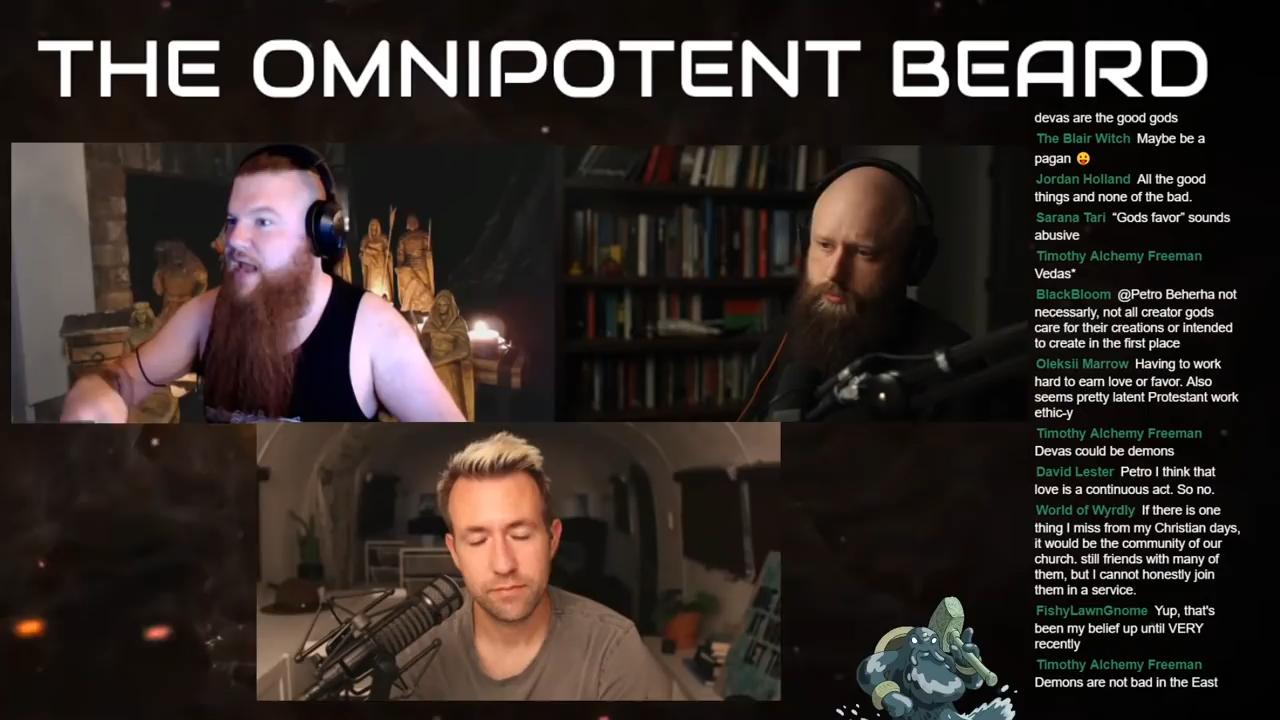 THE OMNIPOTENT BEARD
devas are the good gods
The Blair Witch Maybe be a
pagan 😛
Jordan Holland All the good
things and none of the bad.
Sarana Tari “Gods favor” sounds
abusive
Timothy Alchemy Freeman
Vedas*
BlackBloom @Petro Beherha not
necessarly, not all creator gods
care for their creations or intended
to create in the first place
Oleksii Marrow Having to work
hard to earn love or favor. Also
seems pretty latent Protestant work
ethic-y
Timothy Alchemy Freeman
Devas could be demons
David Lester Petro I think that
love is a continuous act. So no.
World of Wyrdly If there is one
thing I miss from my Christian days,
it would be the community of our
church. still friends with many of
them, but I cannot honestly join
them in a service.
FishyLawnGnome Yup, that's
been my belief up until VERY
recently
Timothy Alchemy Freeman
Demons are not bad in the East